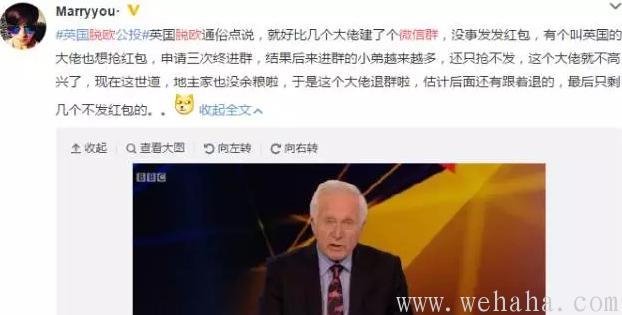 Marryyou·
#英国脱欧公投#英国脱欧通俗点说，就好比几个大佬建了个微信群，没事发发红包，有个叫英国的
大佬也想抢红包，申请三次终进群，结果后来进群的小弟越来越多，还只抢不发，这个大佬就不高
兴了，现在这世道，地主家也没余粮啦，于是这个大佬退群啦，估计后面还有跟着退的，最后只剩
几个不发红包的。。 收起全文
收起 查看大图 向左转 向右转
BBC
www.wehaha.com